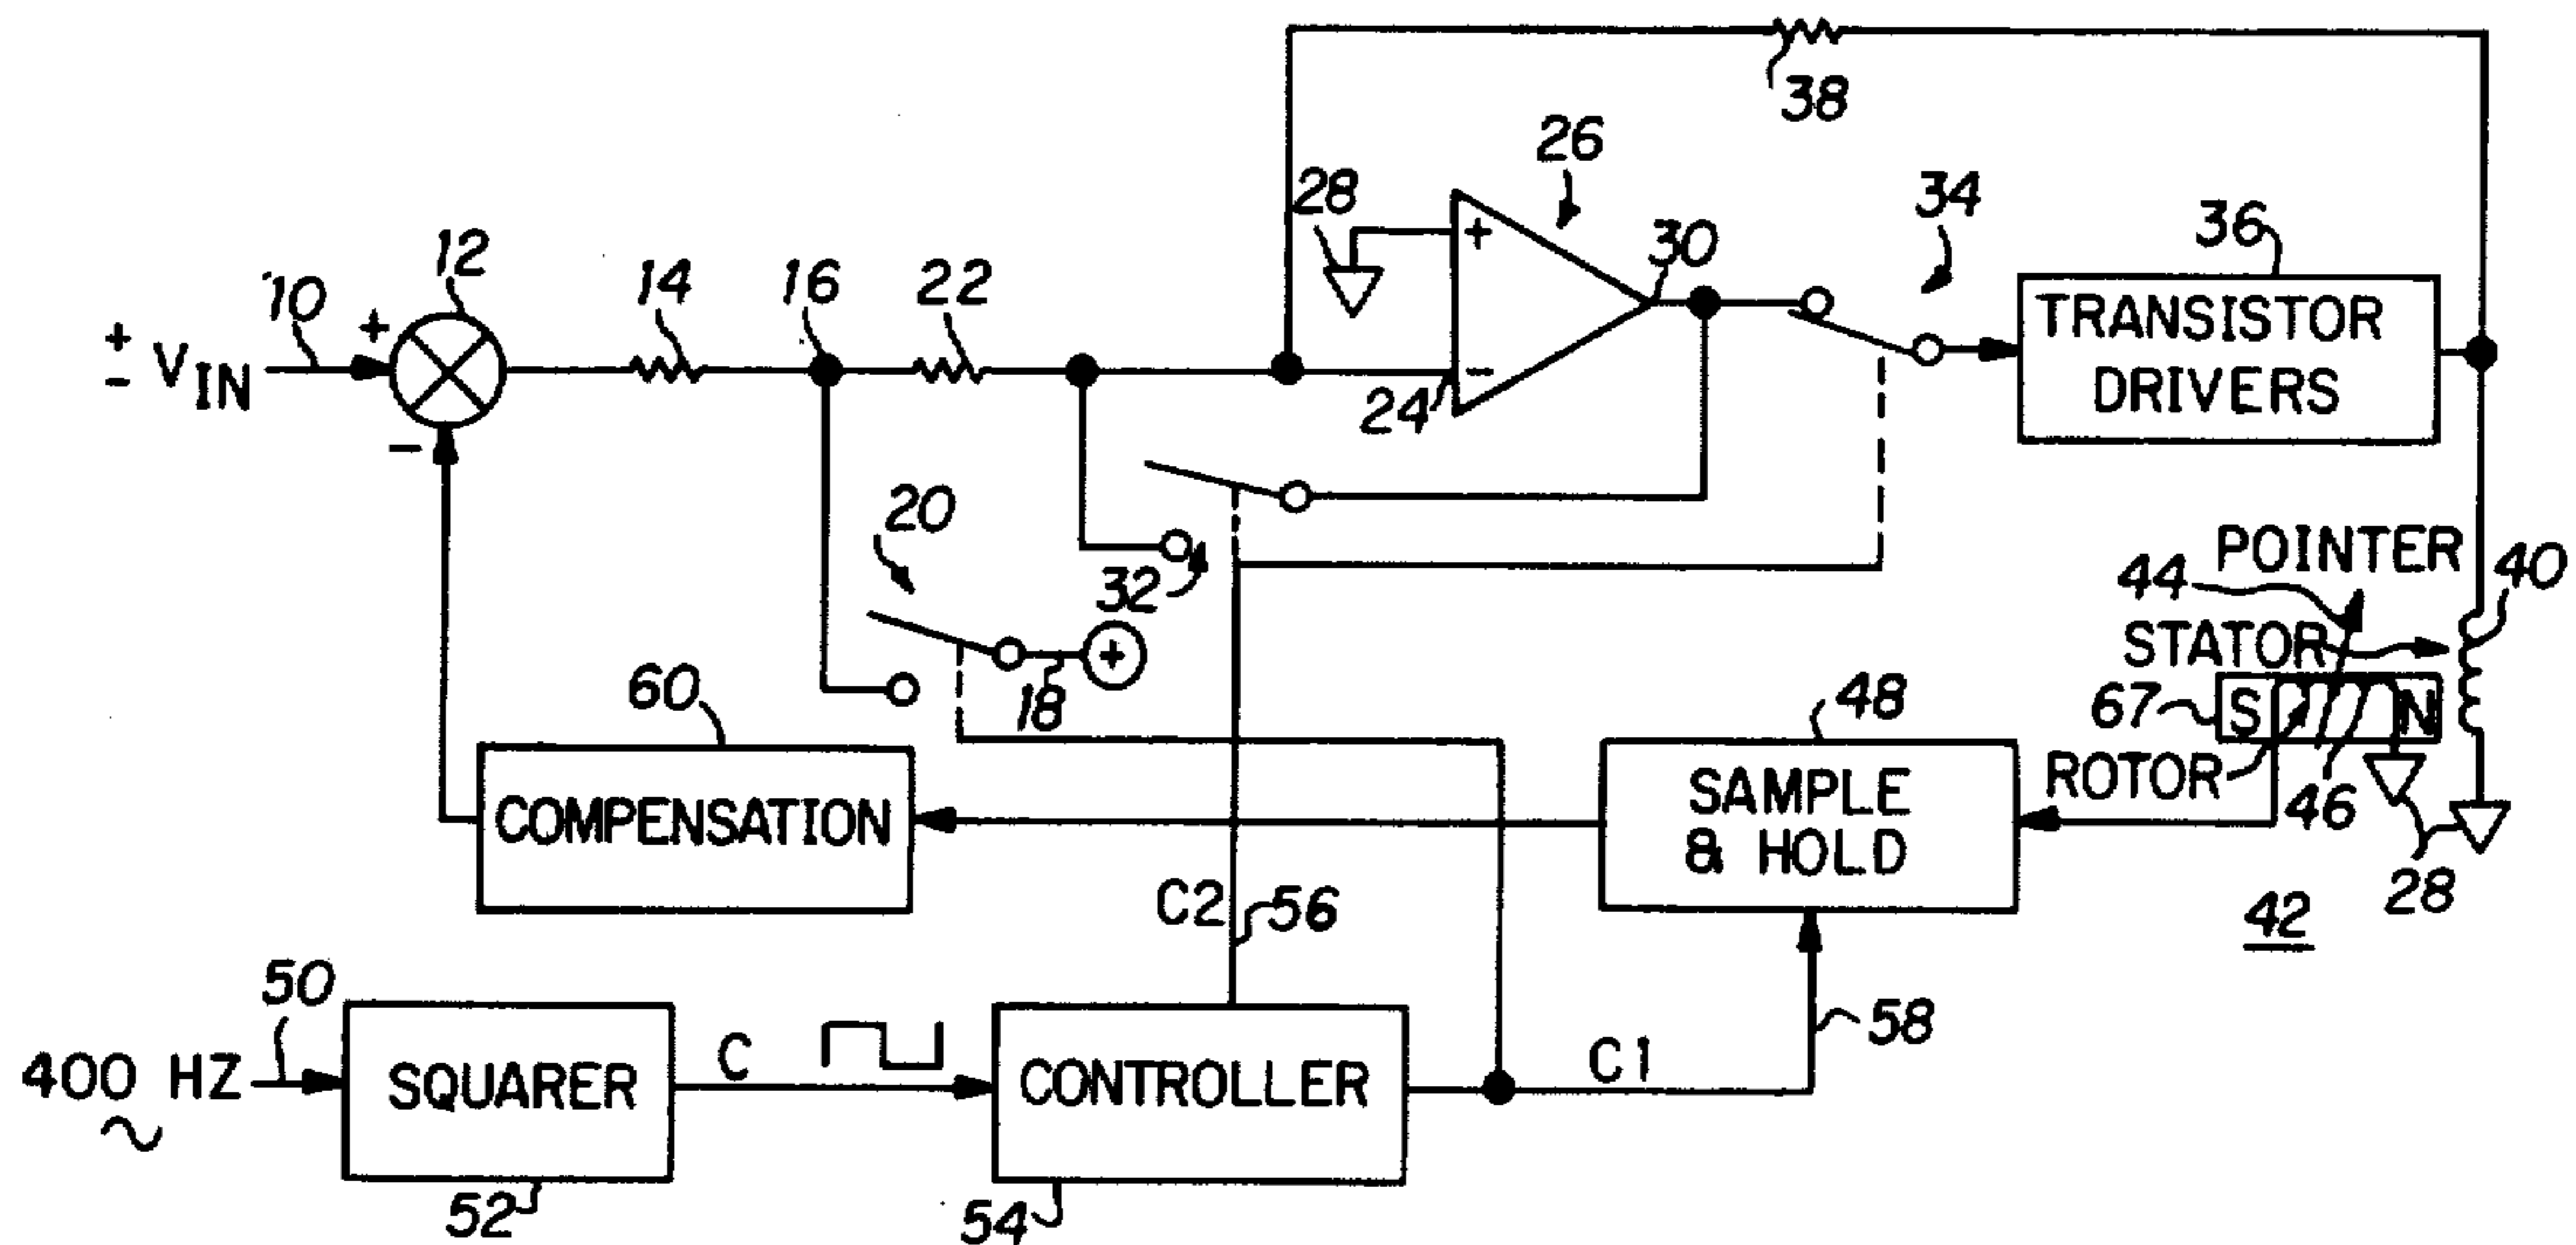 38
26
28
34
36
12
30
10
14
16
22
+
+
TRANSISTOR
DRIVERS
± VIN
-
24
-
20
POINTER
32
44
40
STATOR
+
18
60
48
67
S
N
ROTOR
46
COMPENSATION
SAMPLE
& HOLD
28
C2
56
42
50
58
400 HZ
~
SQUARER
C
CONTROLLER
C1
52
54